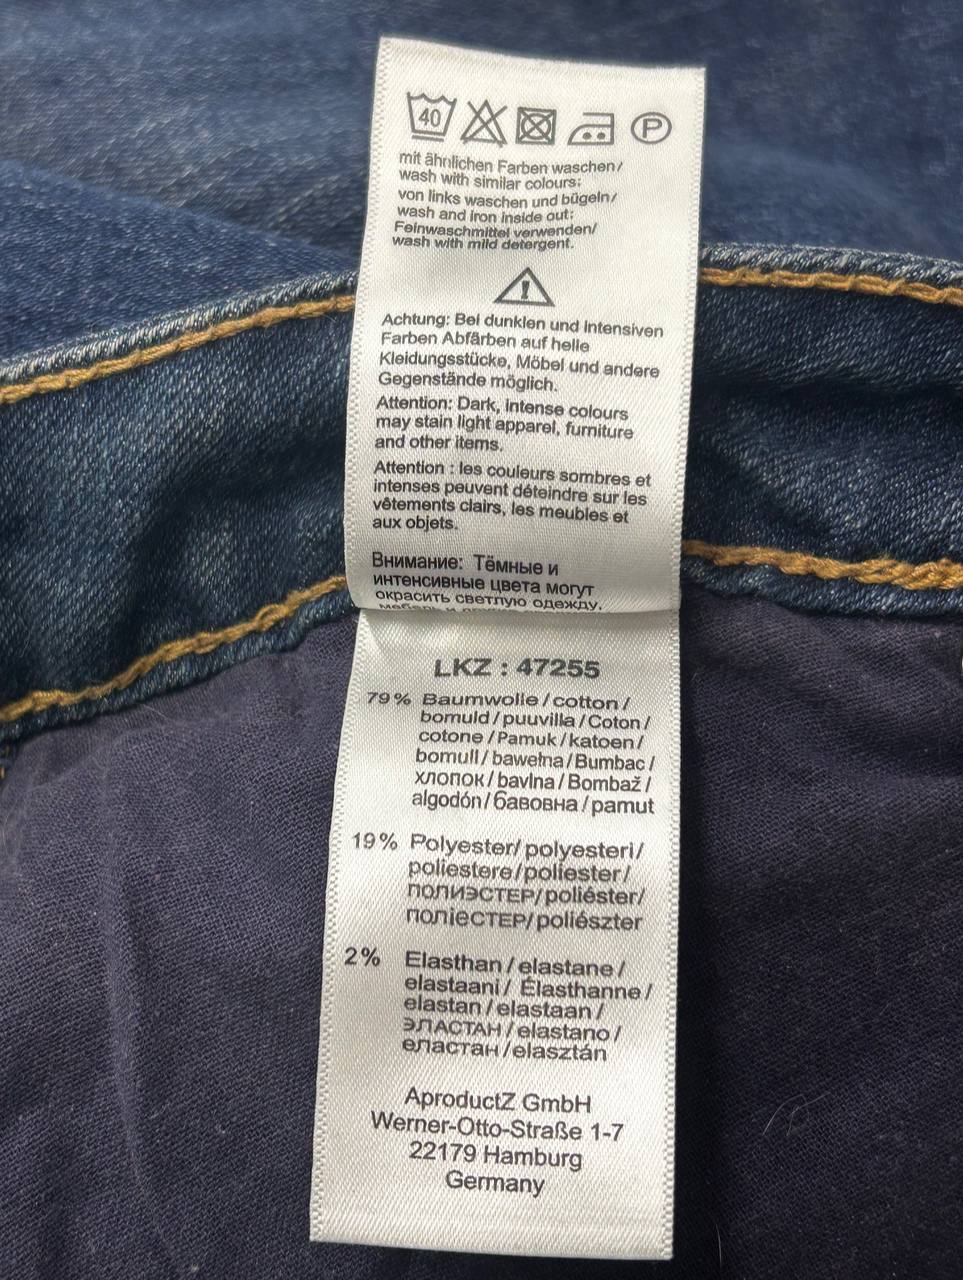 40
P
mit ähnlichen Farben waschen/
wash with similar colours;
von links waschen und bügeln/
wash and iron inside out;
Feinwaschmittel verwenden/
wash with mild detergent.
Achtung: Bei dunklen und intensiven
Farben Abfärben auf helle
Kleidungsstücke, Möbel und andere
Gegenstände möglich.
Attention: Dark, intense colours
may stain light apparel, furniture
and other items.
Attention : les couleurs sombres et
intenses peuvent déteindre sur les
vêtements clairs, les meubles et
aux objets.
Внимание: Тёмные и
интенсивные цвета могут
окрасить светлую одежду,
LKZ : 47255
79% Baumwolle/cotton/
bomuld/puuvilla/Coton/
cotone/Pamuk/katoen/
bomull/bawełna/Bumbac/
хлопок/bavlna/Bombaž/
algodón/бавовна/pamut
19% Polyester/polyesteri/
poliestere/poliester/
полиэстер/poliéster/
поліестер/poliészter
2% Elasthan/elastane/
elastaani/ Élasthanne/
elastan/elastaan/
эластан/elastano/
еластан/elasztán
AproductZ GmbH
Werner-Otto-Straße 1-7
22179 Hamburg
Germany